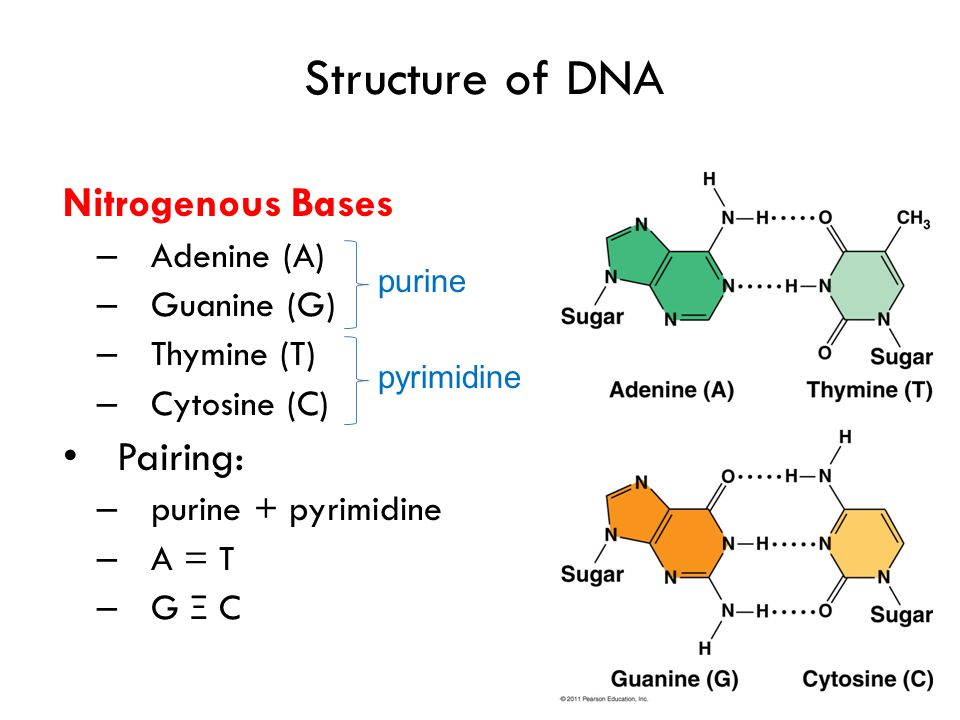 Structure of DNA
Nitrogenous Bases
– Adenine (A)
– Guanine (G)
purine
– Thymine (T)
– Cytosine (C)
pyrimidine
• Pairing:
– purine + pyrimidine
– A = T
– G Ξ C
H
N H O CH3
N
N
N H N
N
Sugar
O
N
Sugar
Adenine (A) Thymine (T)
H
O H N
N
N
N H N
Sugar
N
O
N
N H
Sugar
H
Guanine (G) Cytosine (C)
© 2011 Pearson Education, Inc.